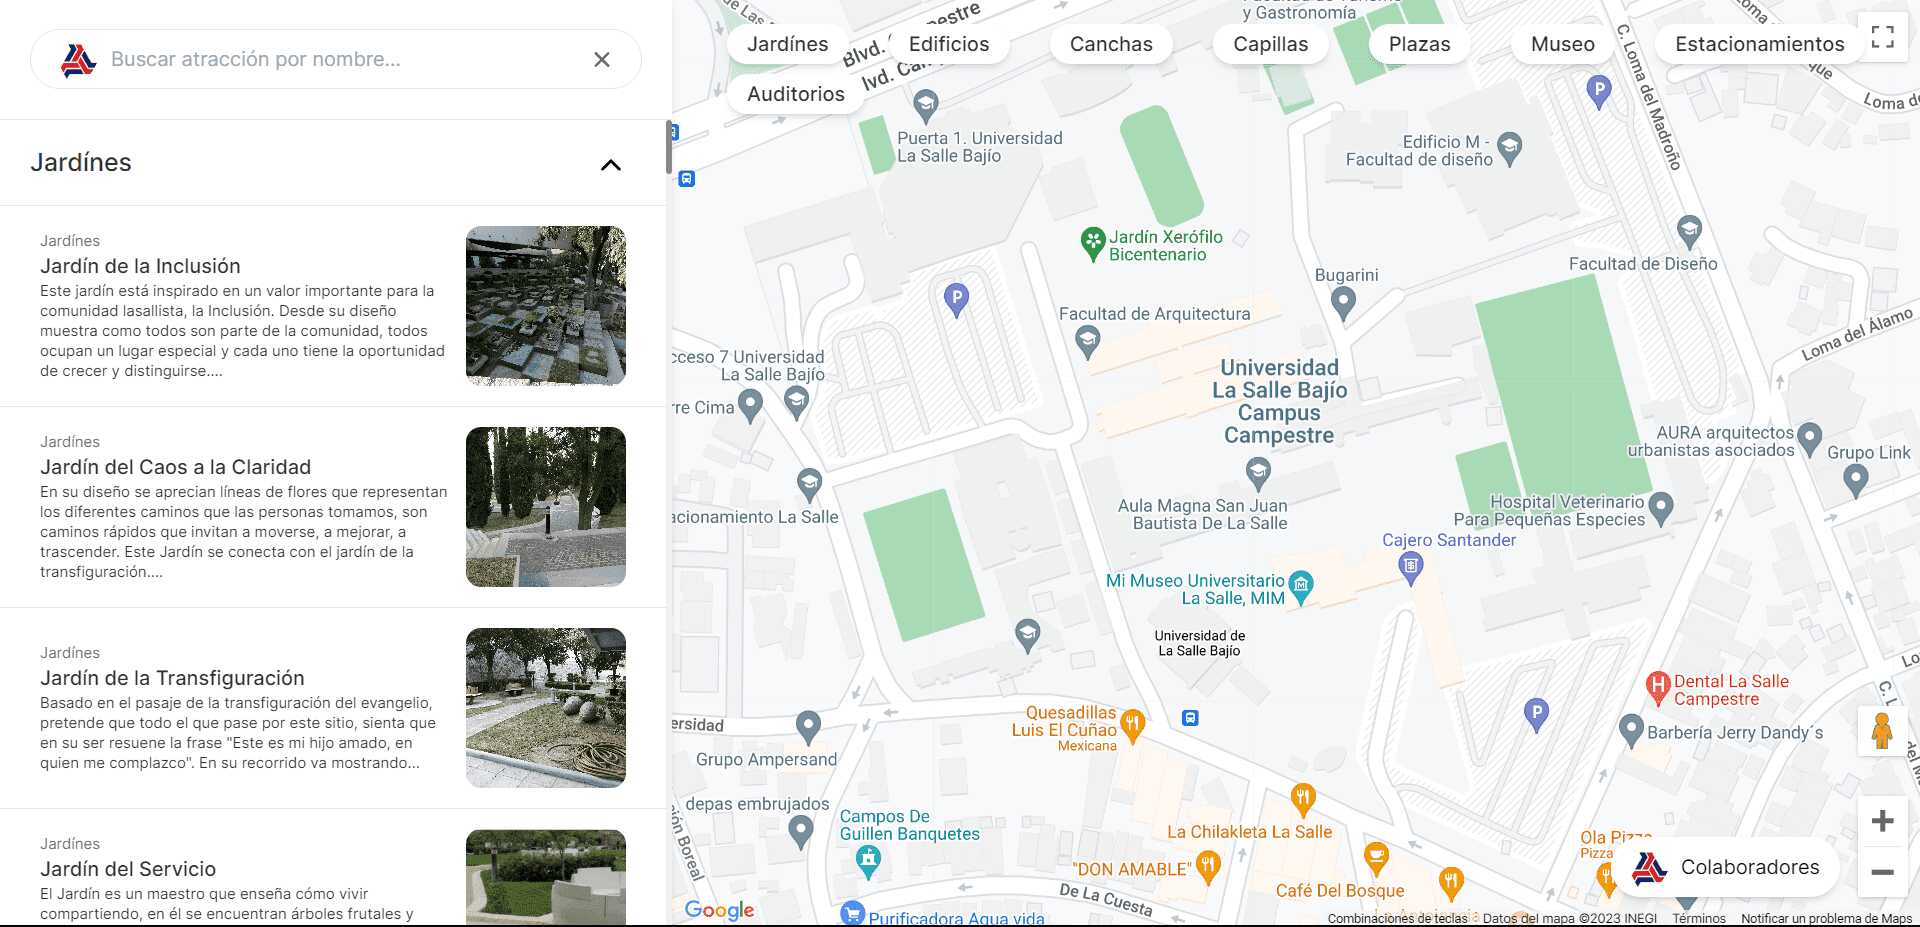 Buscar atracción por nombre...
Jardínes
Jardínes
Jardín de la Inclusión
Este jardín está inspirado en un valor importante para la
comunidad lasallista, la Inclusión. Desde su diseño
muestra como todos son parte de la comunidad, todos
ocupan un lugar especial y cada uno tiene la oportunidad
de crecer y distinguirse....
Jardínes
Jardín del Caos a la Claridad
En su diseño se aprecian líneas de flores que representan
los diferentes caminos que las personas tomamos, son
caminos rápidos que invitan a moverse, a mejorar, a
trascender. Este Jardín se conecta con el jardín de la
transfiguración....
Jardínes
Jardín de la Transfiguración
Basado en el pasaje de la transfiguración del evangelio,
pretende que todo el que pase por este sitio, sienta que
en su ser resuene la frase "Este es mi hijo amado, en
quien me complazco". En su recorrido va mostrando...
Jardínes
Jardín del Servicio
El Jardín es un maestro que enseña cómo vivir
compartiendo, en él se encuentran árboles frutales y
Jardínes
Edificios
Canchas
Capillas
Plazas
Museo
Estacionamientos
Auditorios
y Gastronomía
Blvd.
lvd.
Puerta 1. Universidad
La Salle Bajío
Edificio M -
Facultad de diseño
C. Loma del Madroño
Loma de
P
Jardín Xerófilo
Bicentenario
Facultad de Diseño
Bugarini
P
Facultad de Arquitectura
Loma del Álamo
cceso 7 Universidad
La Salle Bajío
rre Cima
Universidad
La Salle Bajío
Campus
Campestre
AURA arquitectos
urbanistas asociados
Grupo Link
acionamiento La Salle
Aula Magna San Juan
Bautista De La Salle
Hospital Veterinario
Para Pequeñas Especies
Cajero Santander
Mi Museo Universitario
La Salle, MIM
Universidad de
La Salle Bajío
H
Dental La Salle
Campestre
P
Barbería Jerry Dandy´s
ersidad
Quesadillas
Luis El Cuñao
Mexicana
Grupo Ampersand
depas embrujados
Campos De
Guillen Banquetes
ión Boreal
La Chilakleta La Salle
"DON AMABLE"
Café Del Bosque
De La Cuesta
Ola Pizza
Pizza
Colaboradores
Google
Purificadora Agua vida
Combinaciones de teclas
Datos del mapa ©2023 INEGI
Términos
Notificar un problema de Maps